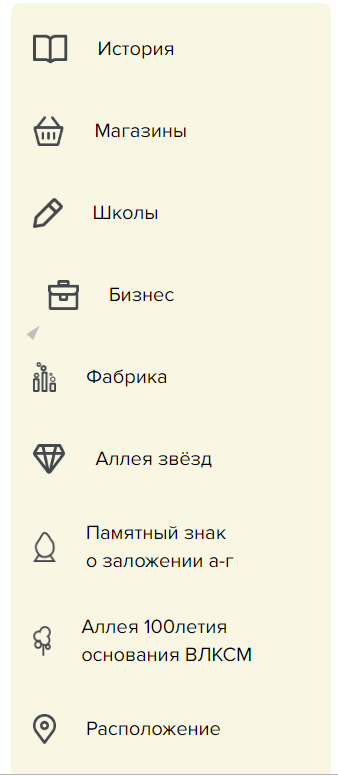 История
Магазины
Школы
Бизнес
Фабрика
Аллея звёзд
Памятный знак
о заложении а-г
Аллея 100летия
основания ВЛКСМ
Расположение